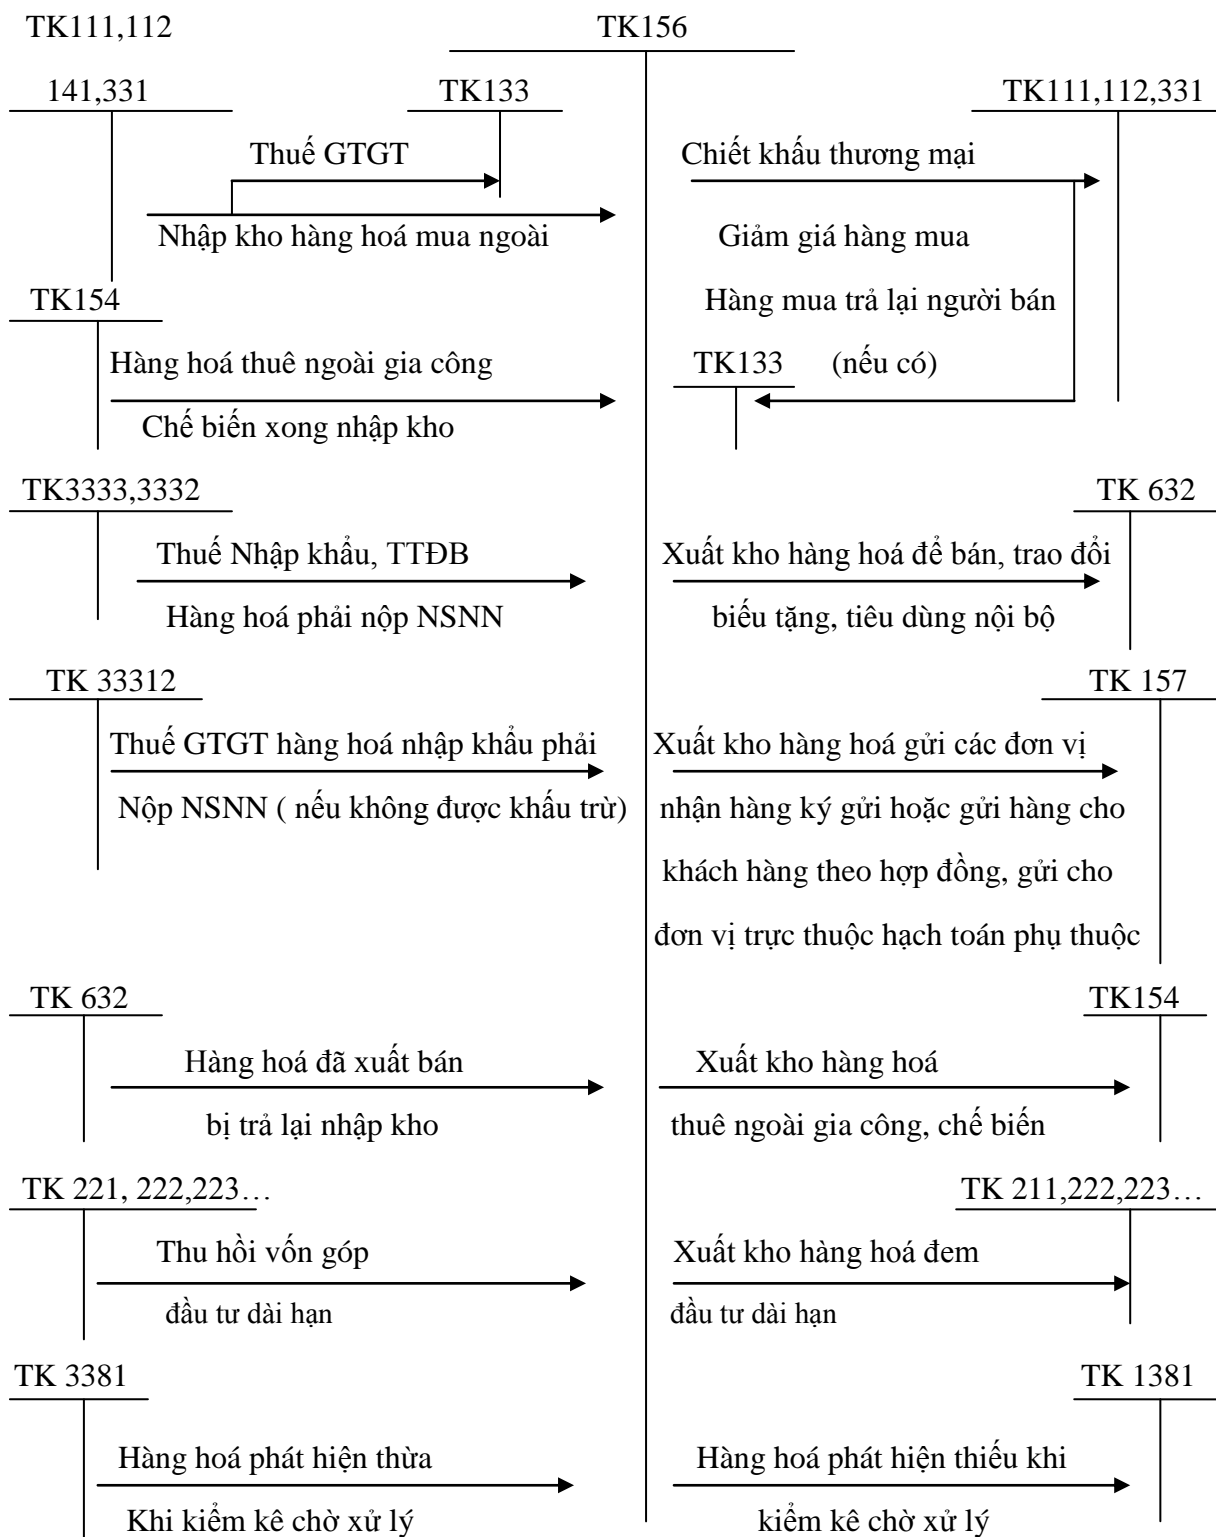 TK111,112
TK156
141,331
TK133
TK111,112,331
Thuế GTGT
Chiết khấu thương mại
Nhập kho hàng hoá mua ngoài
Giảm giá hàng mua
TK154
Hàng mua trả lại người bán
Hàng hoá thuê ngoài gia công
TK133
(nếu có)
Chế biến xong nhập kho
TK3333,3332
TK 632
Thuế Nhập khẩu, TTĐB
Xuất kho hàng hoá để bán, trao đổi
Hàng hoá phải nộp NSNN
biếu tặng, tiêu dùng nội bộ
TK 33312
TK 157
Thuế GTGT hàng hoá nhập khẩu phải
Xuất kho hàng hoá gửi các đơn vị
Nộp NSNN ( nếu không được khấu trừ)
nhận hàng ký gửi hoặc gửi hàng cho
khách hàng theo hợp đồng, gửi cho
đơn vị trực thuộc hạch toán phụ thuộc
TK 632
TK154
Hàng hoá đã xuất bán
Xuất kho hàng hoá
bị trả lại nhập kho
thuê ngoài gia công, chế biến
TK 221, 222,223…
TK 211,222,223…
Thu hồi vốn góp
Xuất kho hàng hoá đem
đầu tư dài hạn
đầu tư dài hạn
TK 3381
TK 1381
Hàng hoá phát hiện thừa
Hàng hoá phát hiện thiếu khi
Khi kiểm kê chờ xử lý
kiểm kê chờ xử lý